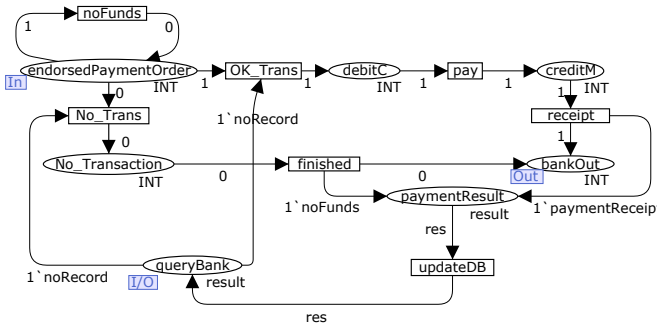 noFunds
1
0
endorsedPaymentOrder
In
INT
1
OK_Trans
1
debitC
INT
1
pay
1
creditM
INT
0
1
No_Trans
1`noRecord
receipt
0
1
No_Transaction
INT
0
finished
0
bankOut
Out
INT
1`noFunds
paymentResult
result
1`paymentReceip
res
queryBank
I/O
result
1`noRecord
updateDB
res